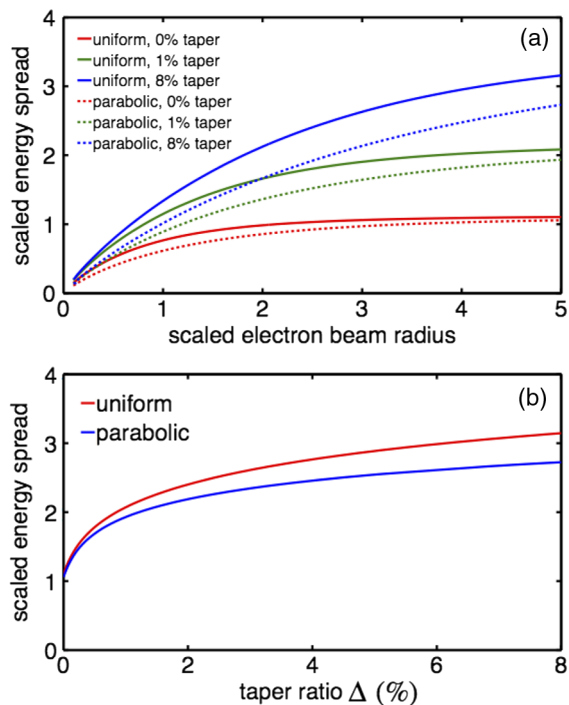 (a)
uniform, 0% taper
uniform, 1% taper
uniform, 8% taper
parabolic, 0% taper
parabolic, 1% taper
parabolic, 8% taper
scaled energy spread
4
3
2
1
0
0 1 2 3 4 5
scaled electron beam radius
(b)
uniform
parabolic
scaled energy spread
4
3
2
1
0
0 2 4 6 8
taper ratio Δ (%)